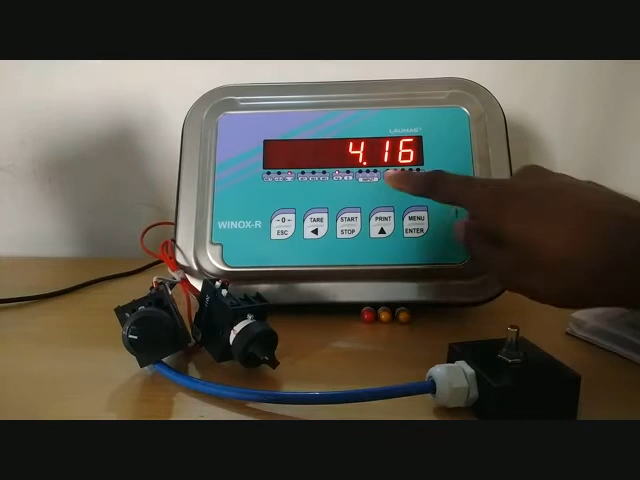 LAUMAS
4.16
WINOX-R
→0← TARE START PRINT MENU
ESC ◄ STOP ▲ ENTER